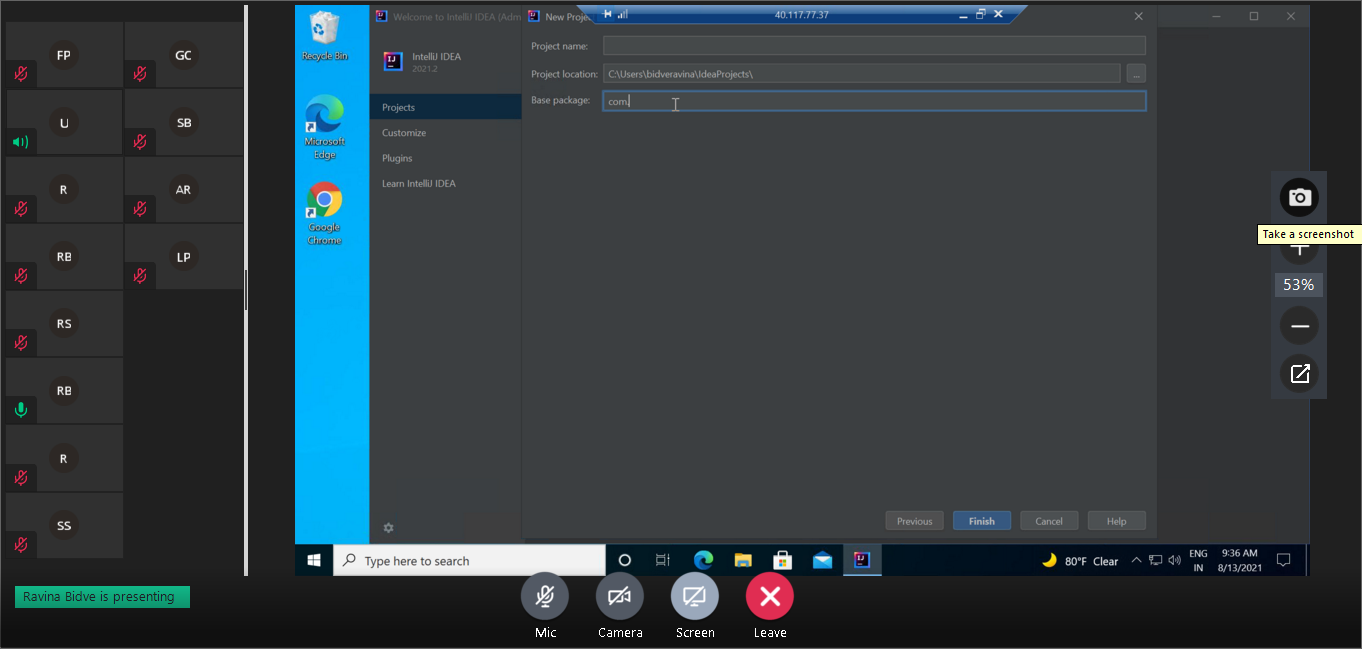 FP
GC
U
SB
R
AR
RB
LP
RS
RB
R
SS
Ravina Bidve is presenting
Recycle Bin
Microsoft
Edge
Google
Chrome
Welcome to IntelliJ IDEA (Adm
New Proje
40.117.77.37
IntelliJ IDEA
2021.2
Projects
Customize
Plugins
Learn IntelliJ IDEA
Project name:
Project location: C:\Users\bidveravina\IdeaProjects\
...
Base package: com.
Previous
Finish
Cancel
Help
Take a screenshot
53%
Type here to search
80°F Clear
ENG
IN
9:36 AM
8/13/2021
Mic
Camera
Screen
Leave